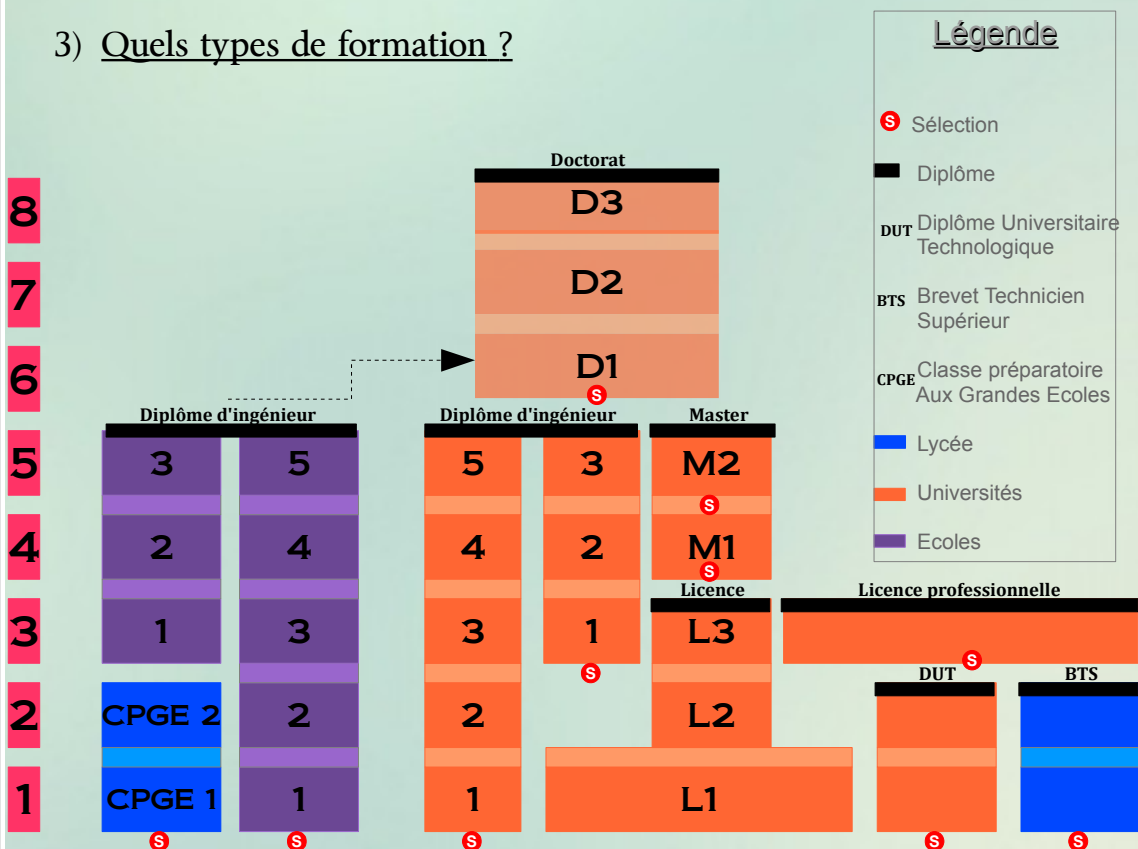 3) Quels types de formation ?
Légende
S Sélection
Diplôme
DUT Diplôme Universitaire
Technologique
BTS Brevet Technicien
Supérieur
CPGE Classe préparatoire
Aux Grandes Ecoles
Lycée
Universités
Ecoles
Doctorat
8 D3
7 D2
6 D1
S
Diplôme d'ingénieur Diplôme d'ingénieur Master
5 3 5 5 3 M2
S
4 2 4 4 2 M1
S
Licence Licence professionnelle
3 1 3 3 1 L3
S S
DUT BTS
2 CPGE 2 2 2 L2
1 CPGE 1 1 1 L1
S S S S S